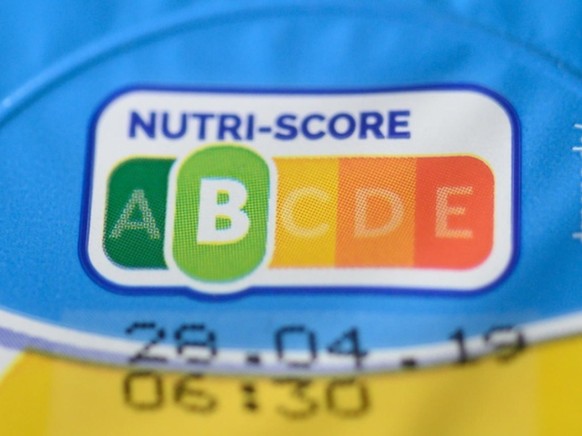 NUTRI-SCORE
A B C D E
28.04.19
06:30